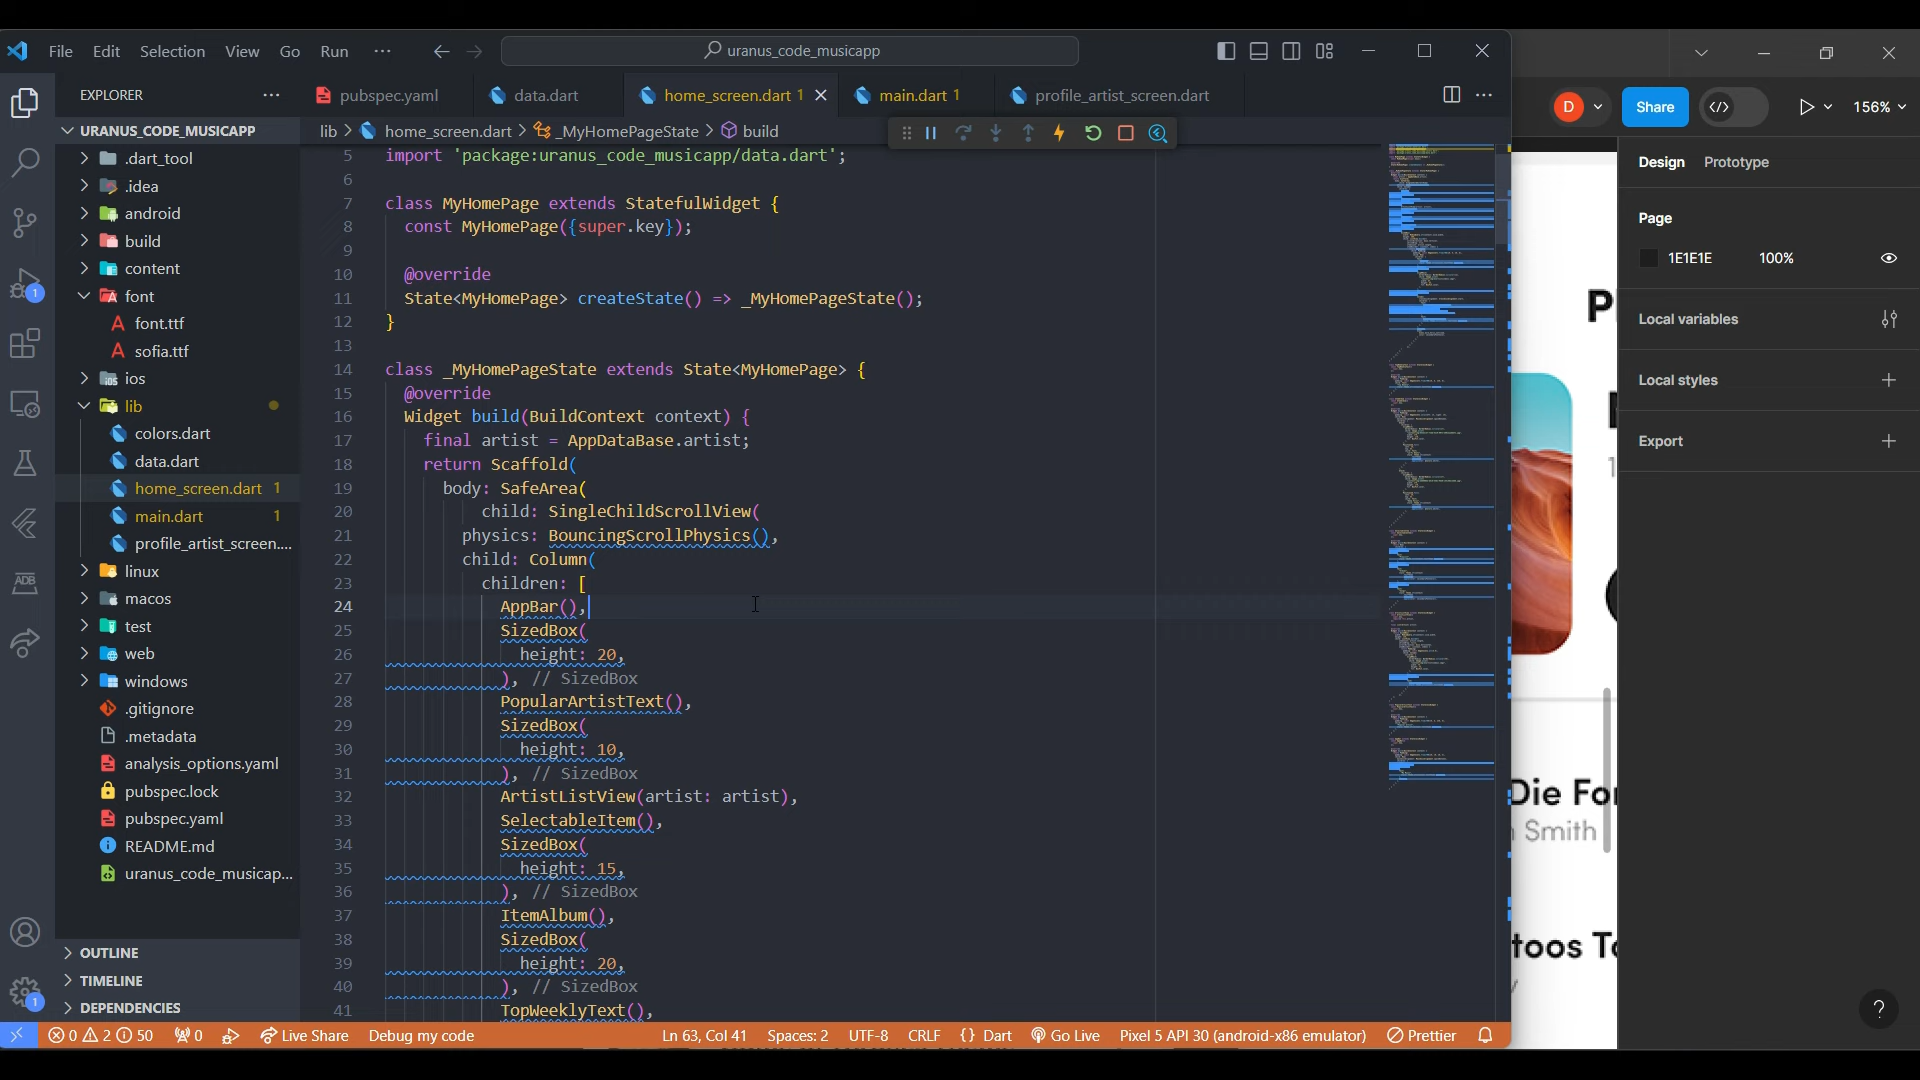 File Edit Selection View Go Run ···
uranus_code_musicapp
EXPLORER
pubspec.yaml
data.dart
home_screen.dart 1
main.dart 1
profile_artist_screen.dart
Share
156%
D
URANUS_CODE_MUSICAPP
lib > home_screen.dart > _MyHomePageState > build
.dart_tool
.idea
android
build
content
font
font.ttf
sofia.ttf
ios
lib
colors.dart
data.dart
home_screen.dart 1
main.dart 1
profile_artist_screen....
linux
macos
test
web
windows
.gitignore
.metadata
analysis_options.yaml
pubspec.lock
pubspec.yaml
README.md
uranus_code_musicap...
OUTLINE
TIMELINE
DEPENDENCIES
1
ADB
1
5 import 'package:uranus_code_musicapp/data.dart';
6
7 class MyHomePage extends StatefulWidget {
8 const MyHomePage({super.key});
9
10 @override
11 State<MyHomePage> createState() => _MyHomePageState();
12 }
13
14 class _MyHomePageState extends State<MyHomePage> {
15 @override
16 Widget build(BuildContext context) {
17 final artist = AppDataBase.artist;
18 return Scaffold(
19 body: SafeArea(
20 child: SingleChildScrollView(
21 physics: BouncingScrollPhysics(),
22 child: Column(
23 children: [
24 AppBar(),
25 SizedBox(
26 height: 20,
27 ), // SizedBox
28 PopularArtistText(),
29 SizedBox(
30 height: 10,
31 ), // SizedBox
32 ArtistListView(artist: artist),
33 SelectableItem(),
34 SizedBox(
35 height: 15,
36 ), // SizedBox
37 ItemAlbum(),
38 SizedBox(
39 height: 20,
40 ), // SizedBox
41 TopWeeklyText(),
Design Prototype
Page
1E1E1E 100%
Local variables
Local styles
Export
Die For
Smith
?
0 2 50 0 Live Share Debug my code Ln 63, Col 41 Spaces: 2 UTF-8 CRLF {} Dart Go Live Pixel 5 API 30 (android-x86 emulator) Prettier